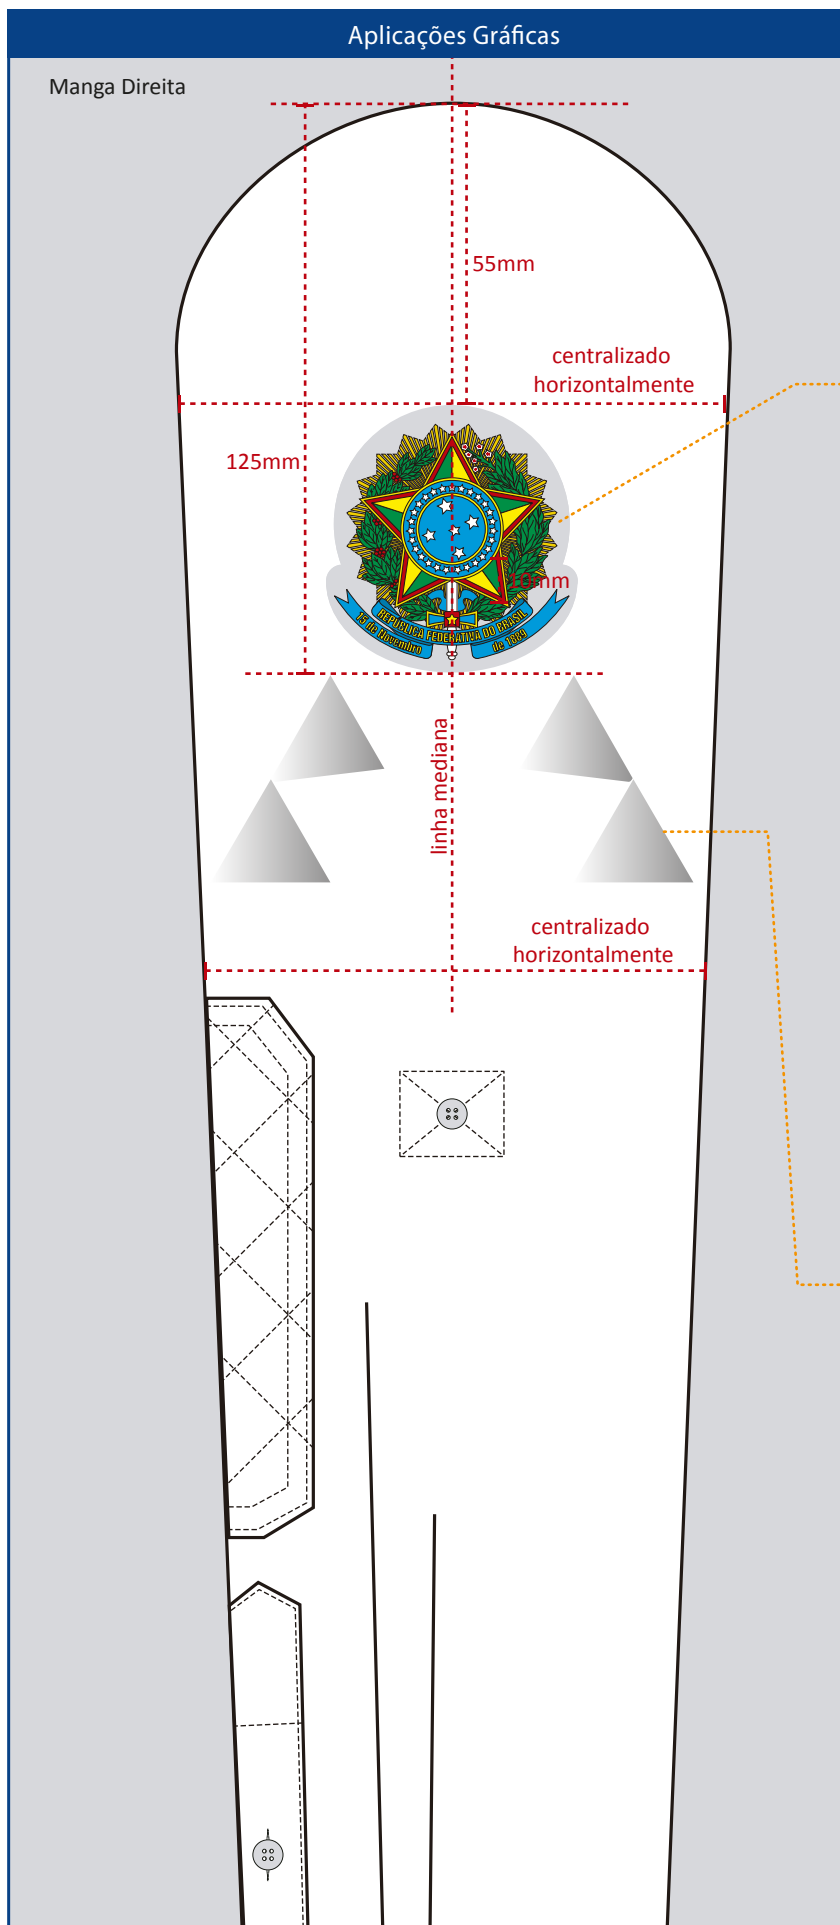 Aplicações Gráficas
Manga Direita
55mm
centralizado
horizontalmente
125mm
10mm
REPÚBLICA FEDERATIVA DO BRASIL
15 de Novembro
de 1889
linha mediana
centralizado
horizontalmente